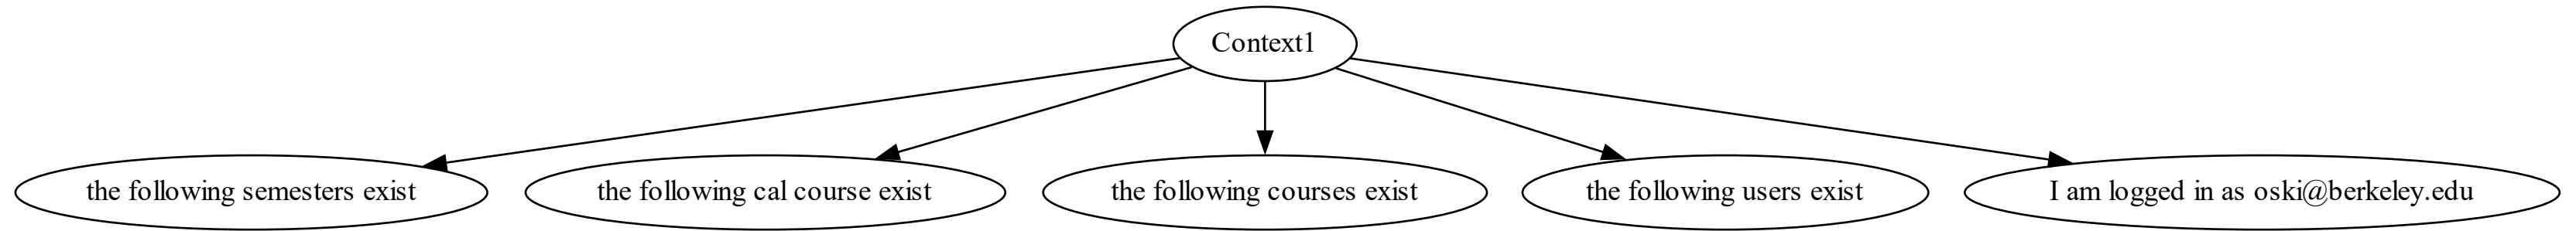 Context1
the following semesters exist
the following cal course exist
the following courses exist
the following users exist
I am logged in as oski@berkeley.edu